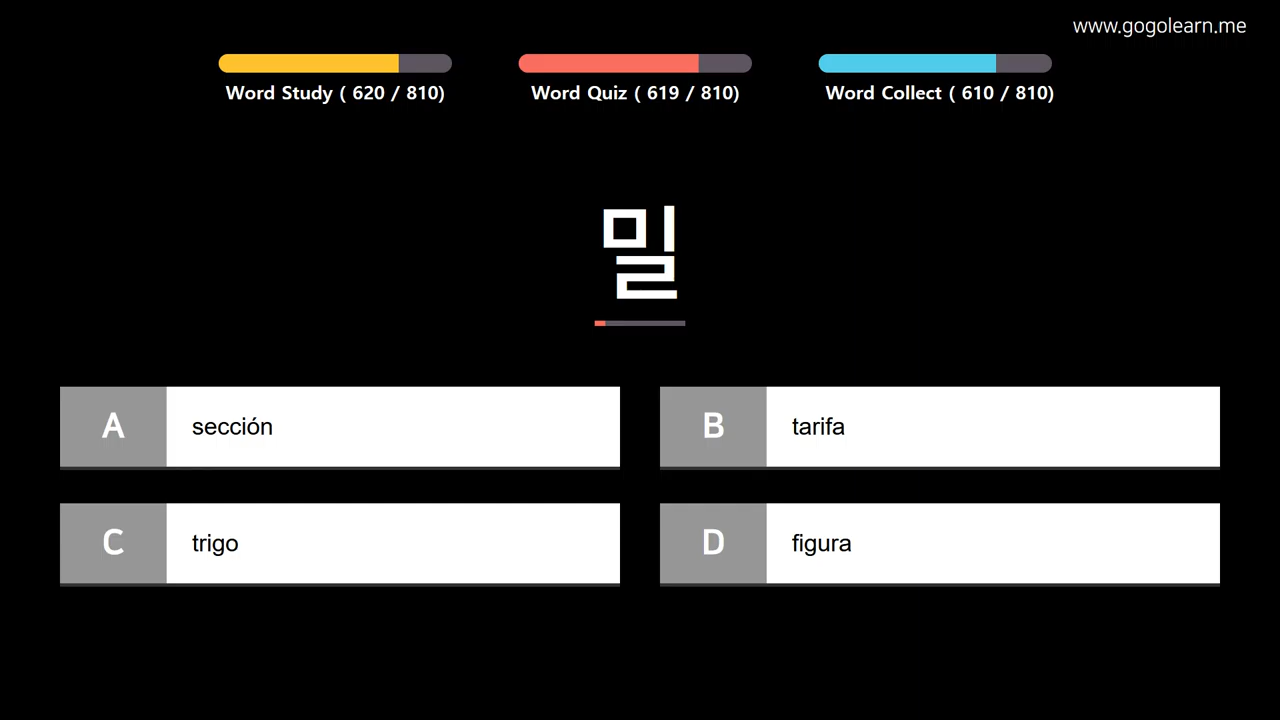 www.gogolearn.me
Word Study ( 620 / 810)
Word Quiz ( 619 / 810)
Word Collect ( 610 / 810)
밀
A sección
B tarifa
C trigo
D figura